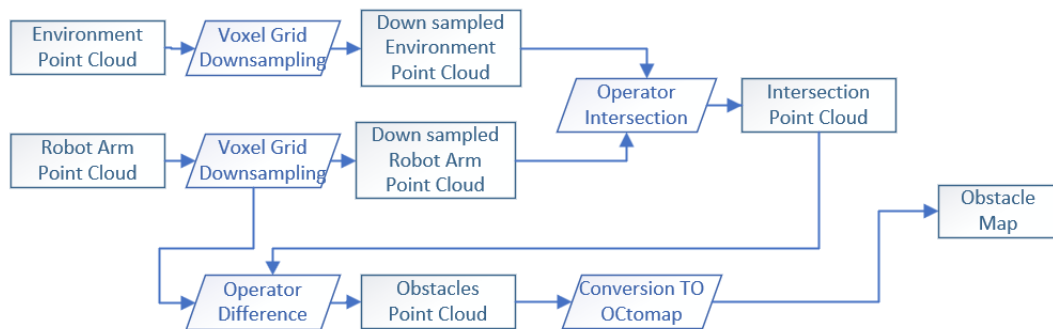 Environment
Point Cloud
Voxel Grid
Downsampling
Down sampled
Environment
Point Cloud
Operator
Intersection
Intersection
Point Cloud
Robot Arm
Point Cloud
Voxel Grid
Downsampling
Down sampled
Robot Arm
Point Cloud
Obstacle
Map
Operator
Difference
Obstacles
Point Cloud
Conversion TO
OCtomap